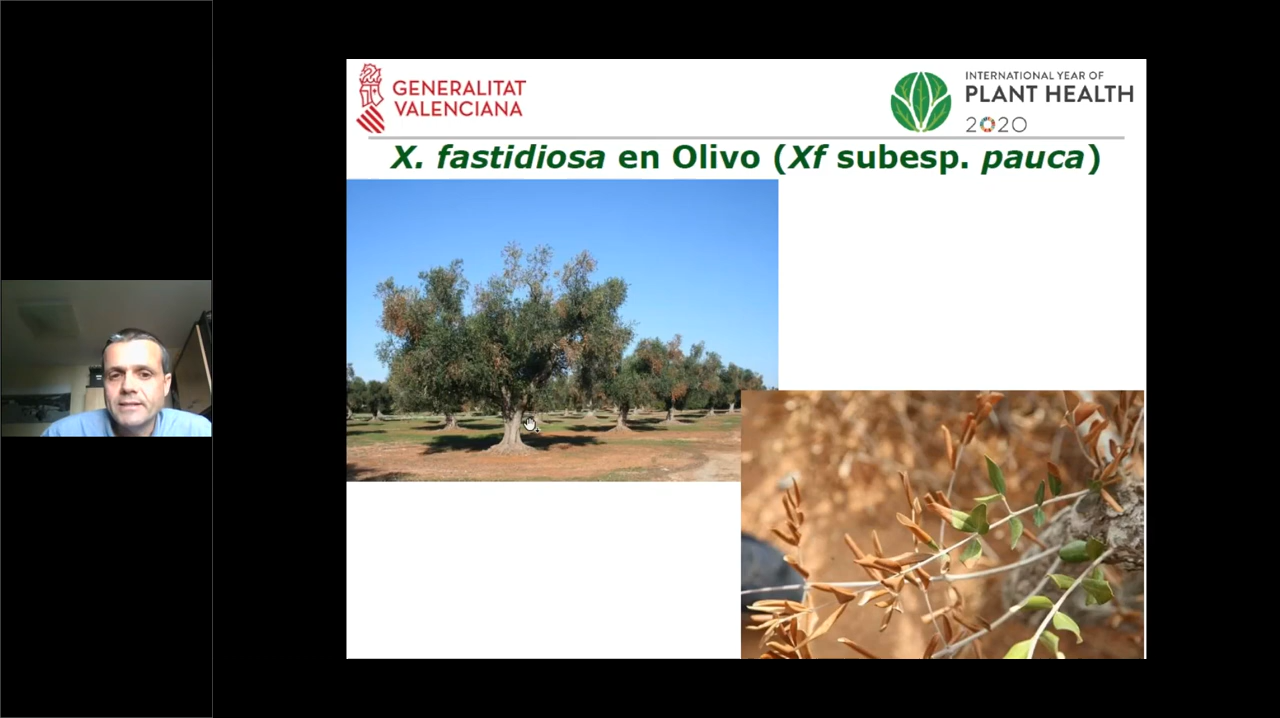 GENERALITAT
VALENCIANA
INTERNATIONAL YEAR OF
PLANT HEALTH
2020
X. fastidiosa en Olivo (Xf subesp. pauca)